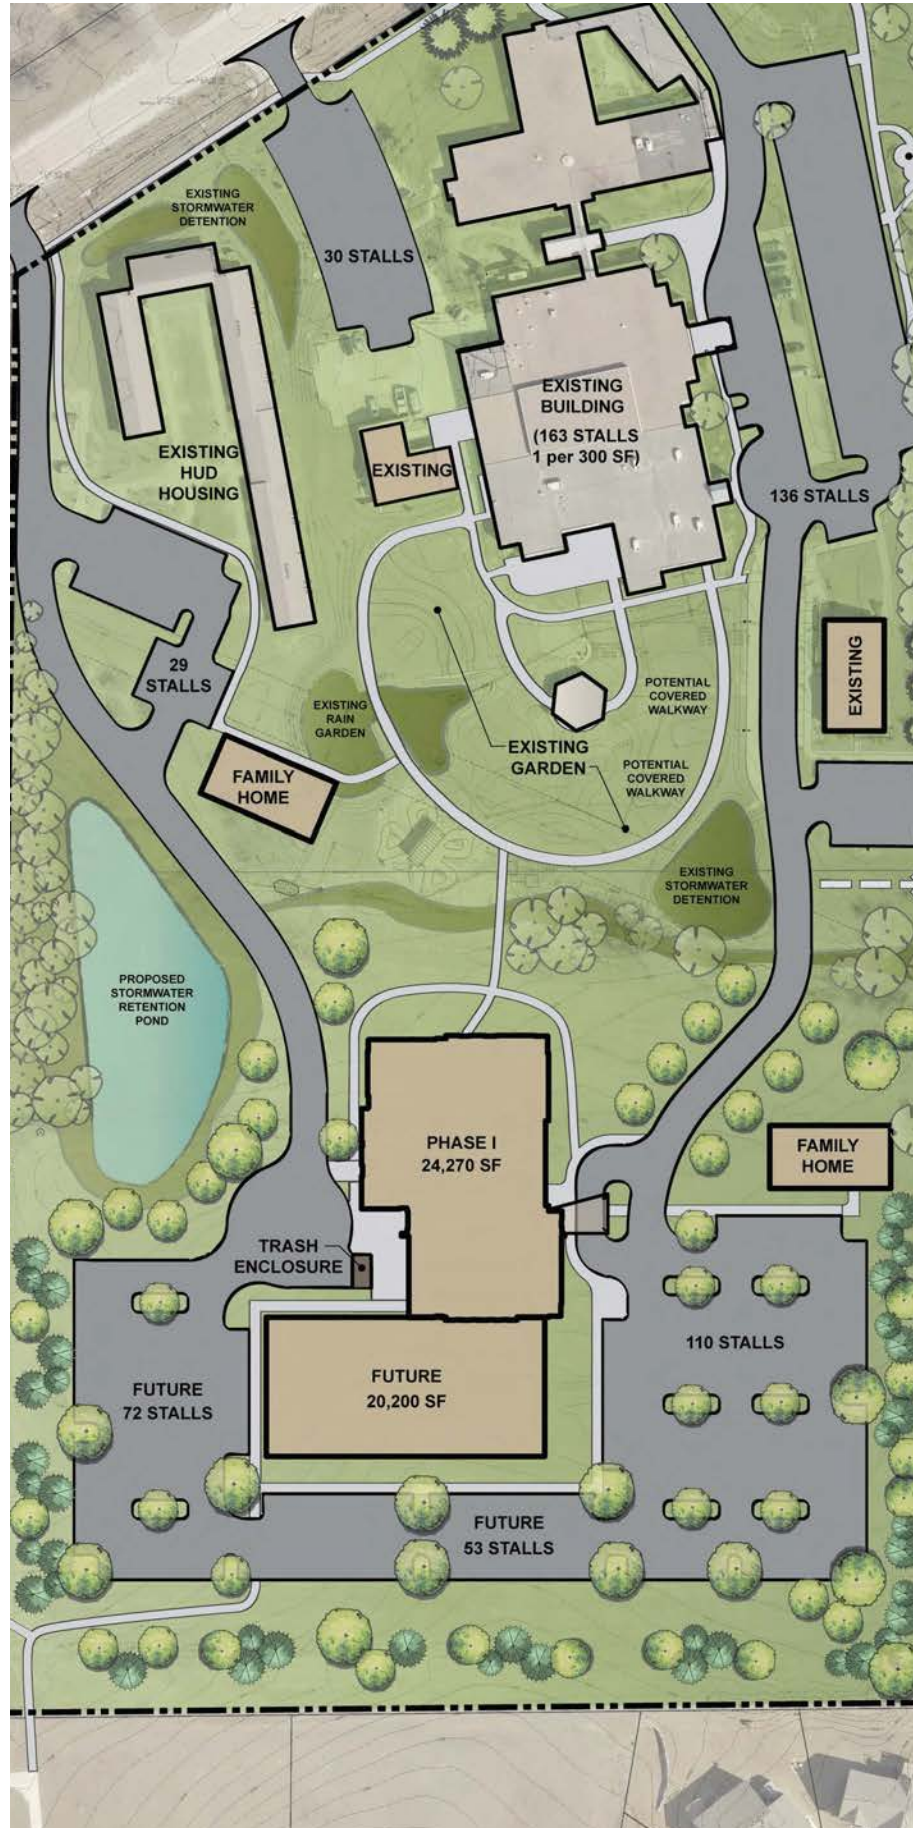 EXISTING
STORMWATER
DETENTION
30 STALLS
EXISTING
BUILDING
(163 STALLS
1 per 300 SF)
EXISTING
HUD
HOUSING
EXISTING
136 STALLS
29
STALLS
EXISTING
RAIN
GARDEN
POTENTIAL
COVERED
WALKWAY
EXISTING
EXISTING
GARDEN
POTENTIAL
COVERED
WALKWAY
FAMILY
HOME
EXISTING
STORMWATER
DETENTION
PROPOSED
STORMWATER
RETENTION
POND
PHASE I
24,270 SF
FAMILY
HOME
TRASH
ENCLOSURE
110 STALLS
FUTURE
20,200 SF
FUTURE
72 STALLS
FUTURE
53 STALLS